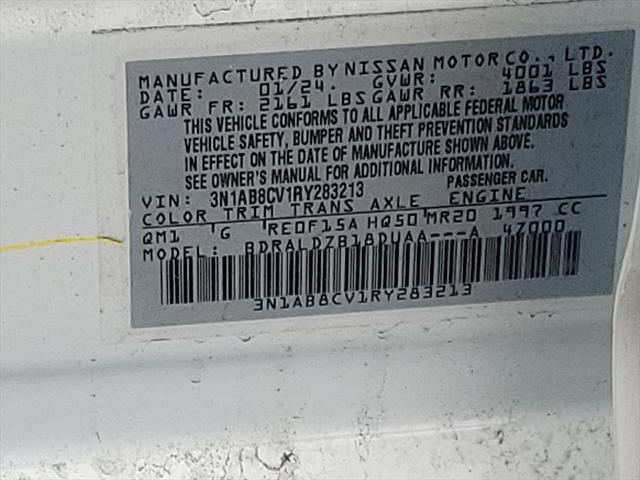 MANUFACTURED BY NISSAN MOTOR CO., LTD.
DATE: 01/24. GVWR: 4001 LBS
GAWR FR: 2161 LBS GAWR RR: 1863 LBS
THIS VEHICLE CONFORMS TO ALL APPLICABLE FEDERAL MOTOR
VEHICLE SAFETY, BUMPER AND THEFT PREVENTION STANDARDS
IN EFFECT ON THE DATE OF MANUFACTURE SHOWN ABOVE.
SEE OWNER'S MANUAL FOR ADDITIONAL INFORMATION.
VIN: 3N1AB8CV1RY283213 PASSENGER CAR.
COLOR TRIM TRANS AXLE ENGINE
QM1 G RE0F15A HQ50 MR20 1997 CC
MODEL: BDRALDZB18DUAA---A 47000
3N1AB8CV1RY283213